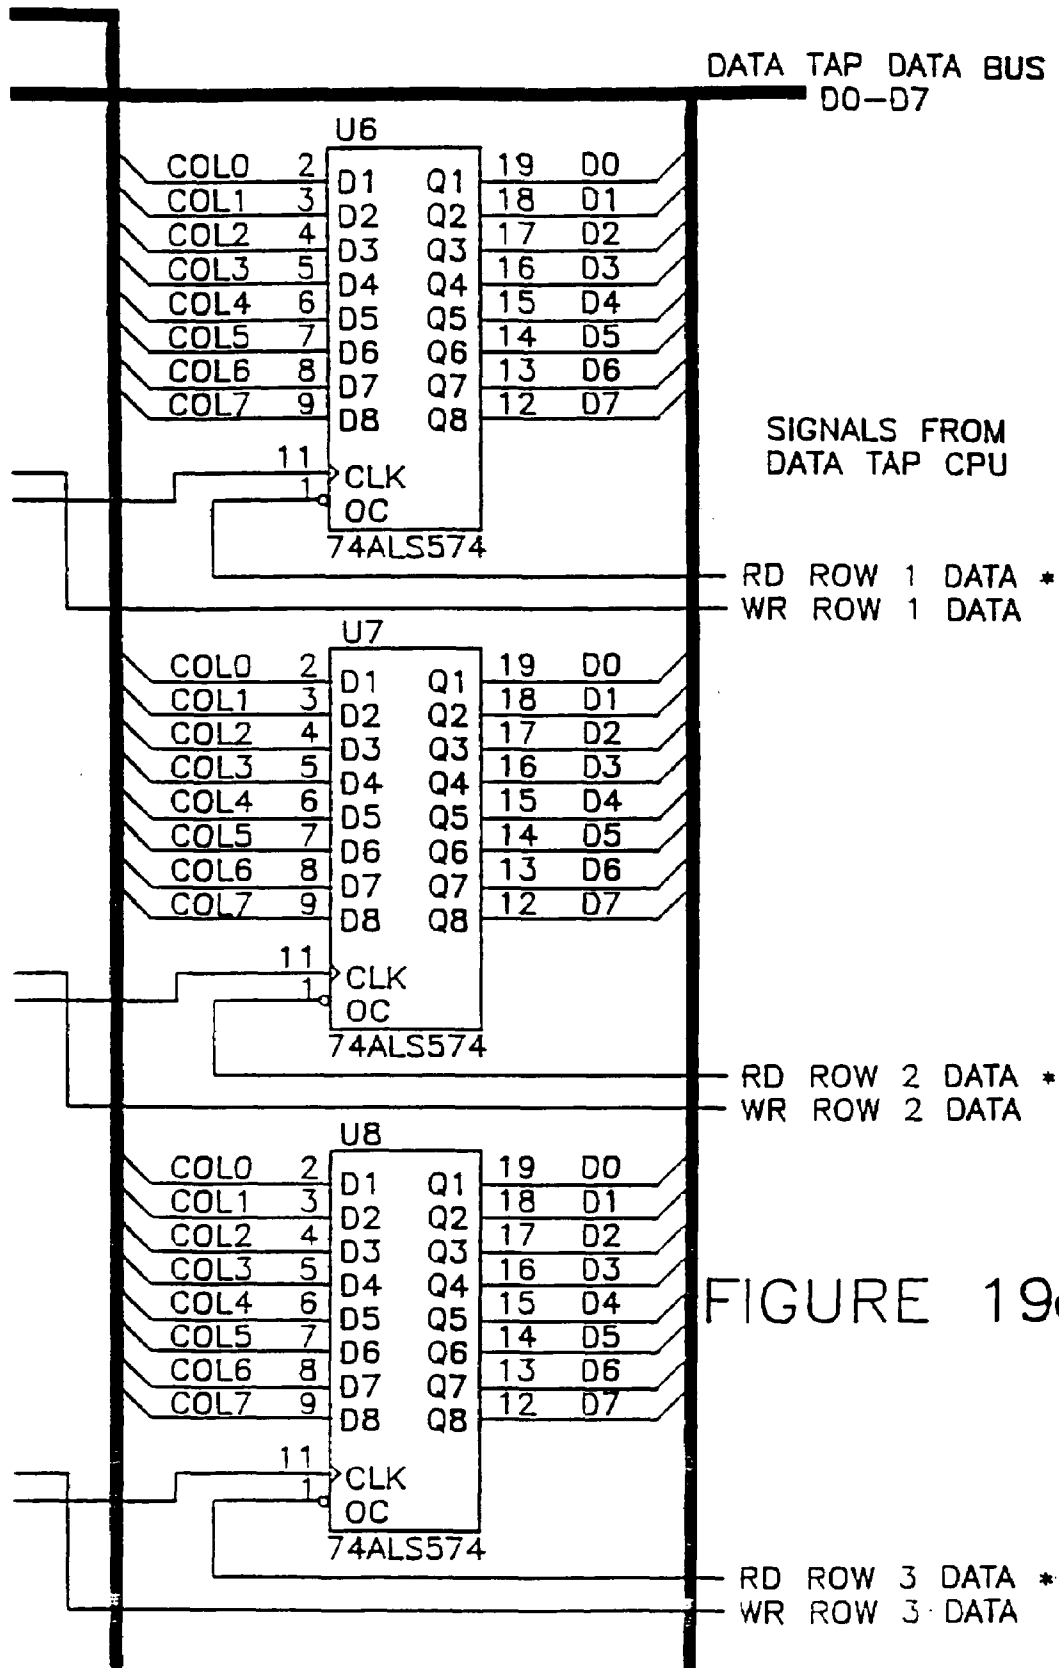 DATA TAP DATA BUS
D0-D7
U6
COL0 2 D1 Q1 19 D0
COL1 3 D2 Q2 18 D1
COL2 4 D3 Q3 17 D2
COL3 5 D4 Q4 16 D3
COL4 6 D5 Q5 15 D4
COL5 7 D6 Q6 14 D5
COL6 8 D7 Q7 13 D6
COL7 9 D8 Q8 12 D7
SIGNALS FROM
DATA TAP CPU
11 CLK
1 OC
74ALS574
RD ROW 1 DATA *
WR ROW 1 DATA
U7
COL0 2 D1 Q1 19 D0
COL1 3 D2 Q2 18 D1
COL2 4 D3 Q3 17 D2
COL3 5 D4 Q4 16 D3
COL4 6 D5 Q5 15 D4
COL5 7 D6 Q6 14 D5
COL6 8 D7 Q7 13 D6
COL7 9 D8 Q8 12 D7
11 CLK
1 OC
74ALS574
RD ROW 2 DATA *
WR ROW 2 DATA
U8
COL0 2 D1 Q1 19 D0
COL1 3 D2 Q2 18 D1
COL2 4 D3 Q3 17 D2
COL3 5 D4 Q4 16 D3
COL4 6 D5 Q5 15 D4
COL5 7 D6 Q6 14 D5
COL6 8 D7 Q7 13 D6
COL7 9 D8 Q8 12 D7
FIGURE
11 CLK
1 OC
74ALS574
RD ROW 3 DATA *
WR ROW 3 DATA